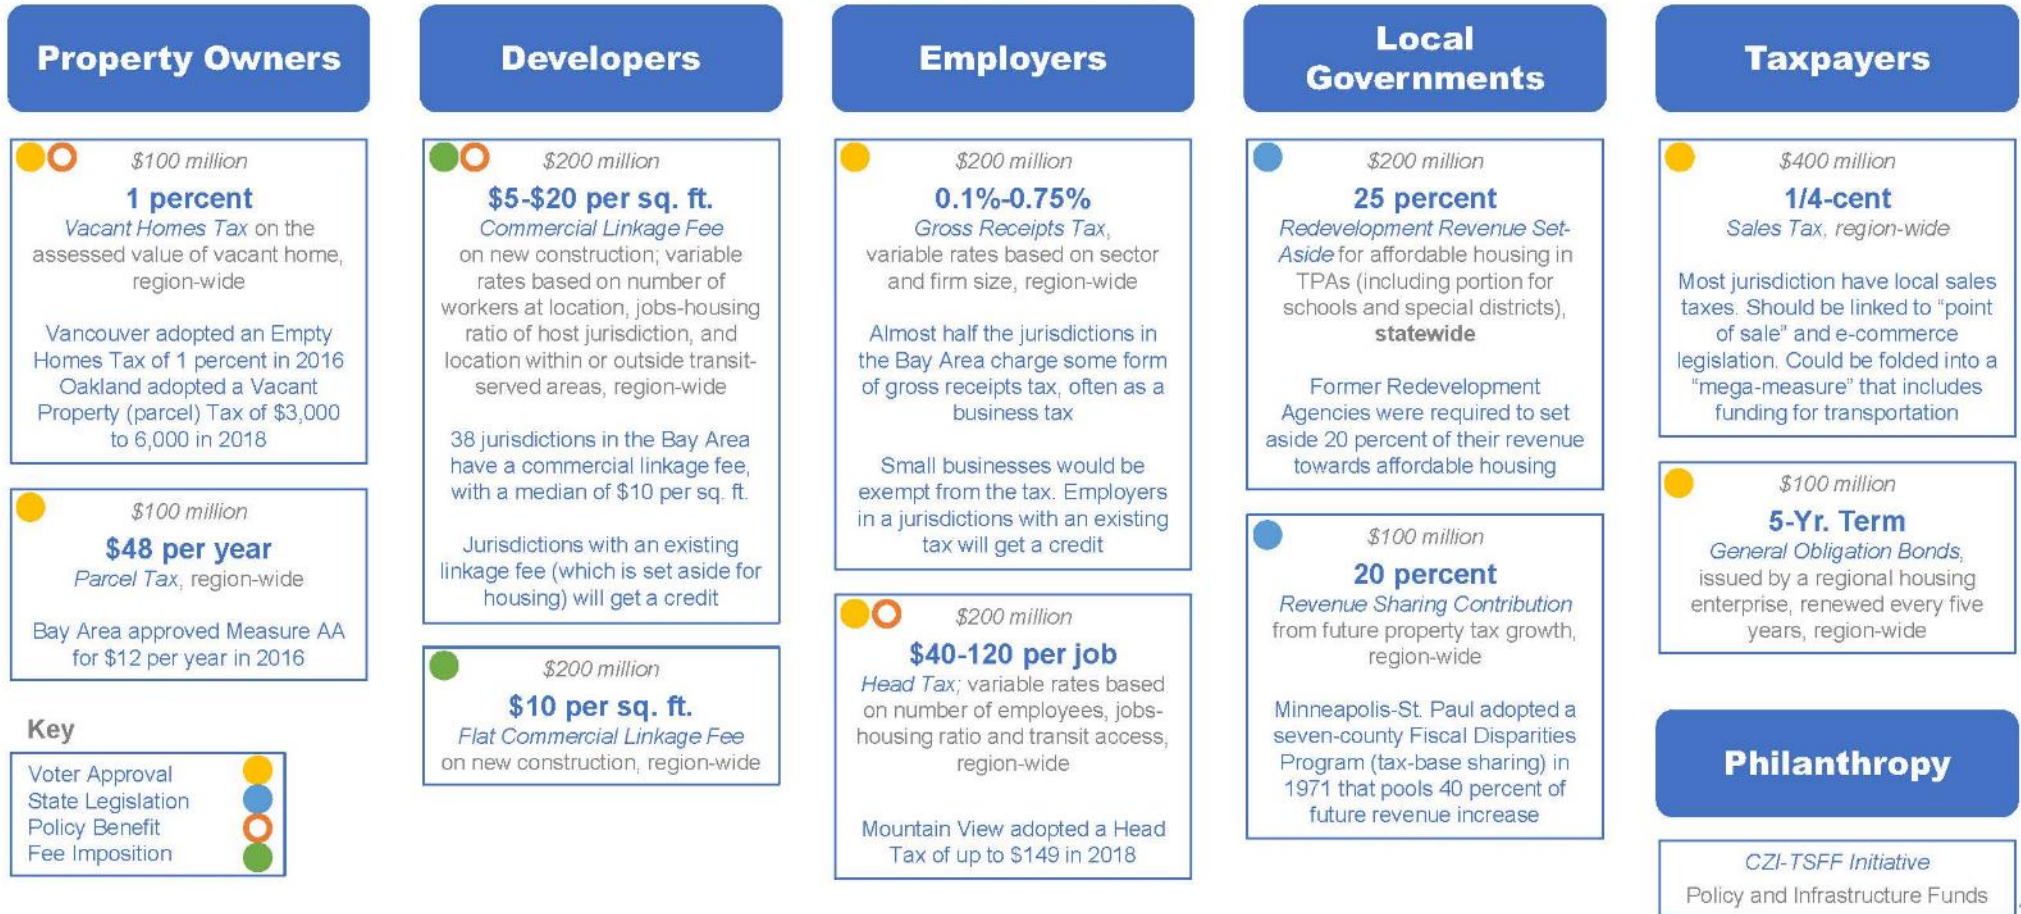 Property Owners
$100 million
1 percent
Vacant Homes Tax on the
assessed value of vacant home,
region-wide
Vancouver adopted an Empty
Homes Tax of 1 percent in 2016
Oakland adopted a Vacant
Property (parcel) Tax of $3,000
to 6,000 in 2018
$100 million
$48 per year
Parcel Tax, region-wide
Bay Area approved Measure AA
for $12 per year in 2016
Key
Voter Approval
State Legislation
Policy Benefit
Fee Imposition
Developers
$200 million
$5-$20 per sq. ft.
Commercial Linkage Fee
on new construction; variable
rates based on number of
workers at location, jobs-housing
ratio of host jurisdiction, and
location within or outside transit-
served areas, region-wide
38 jurisdictions in the Bay Area
have a commercial linkage fee,
with a median of $10 per sq. ft.
Jurisdictions with an existing
linkage fee (which is set aside for
housing) will get a credit
$200 million
$10 per sq. ft.
Flat Commercial Linkage Fee
on new construction, region-wide
Employers
$200 million
0.1%-0.75%
Gross Receipts Tax,
variable rates based on sector
and firm size, region-wide
Almost half the jurisdictions in
the Bay Area charge some form
of gross receipts tax, often as a
business tax
Small businesses would be
exempt from the tax. Employers
in a jurisdictions with an existing
tax will get a credit
$200 million
$40-120 per job
Head Tax; variable rates based
on number of employees, jobs-
housing ratio and transit access,
region-wide
Mountain View adopted a Head
Tax of up to $149 in 2018
Local
Governments
$200 million
25 percent
Redevelopment Revenue Set-
Aside for affordable housing in
TPAs (including portion for
schools and special districts),
statewide
Former Redevelopment
Agencies were required to set
aside 20 percent of their revenue
towards affordable housing
$100 million
20 percent
Revenue Sharing Contribution
from future property tax growth,
region-wide
Minneapolis-St. Paul adopted a
seven-county Fiscal Disparities
Program (tax-base sharing) in
1971 that pools 40 percent of
future revenue increase
Taxpayers
$400 million
1/4-cent
Sales Tax, region-wide
Most jurisdiction have local sales
taxes. Should be linked to “point
of sale” and e-commerce
legislation. Could be folded into a
“mega-measure” that includes
funding for transportation
$100 million
5-Yr. Term
General Obligation Bonds,
issued by a regional housing
enterprise, renewed every five
years, region-wide
Philanthropy
CZI-TSFF Initiative
Policy and Infrastructure Funds